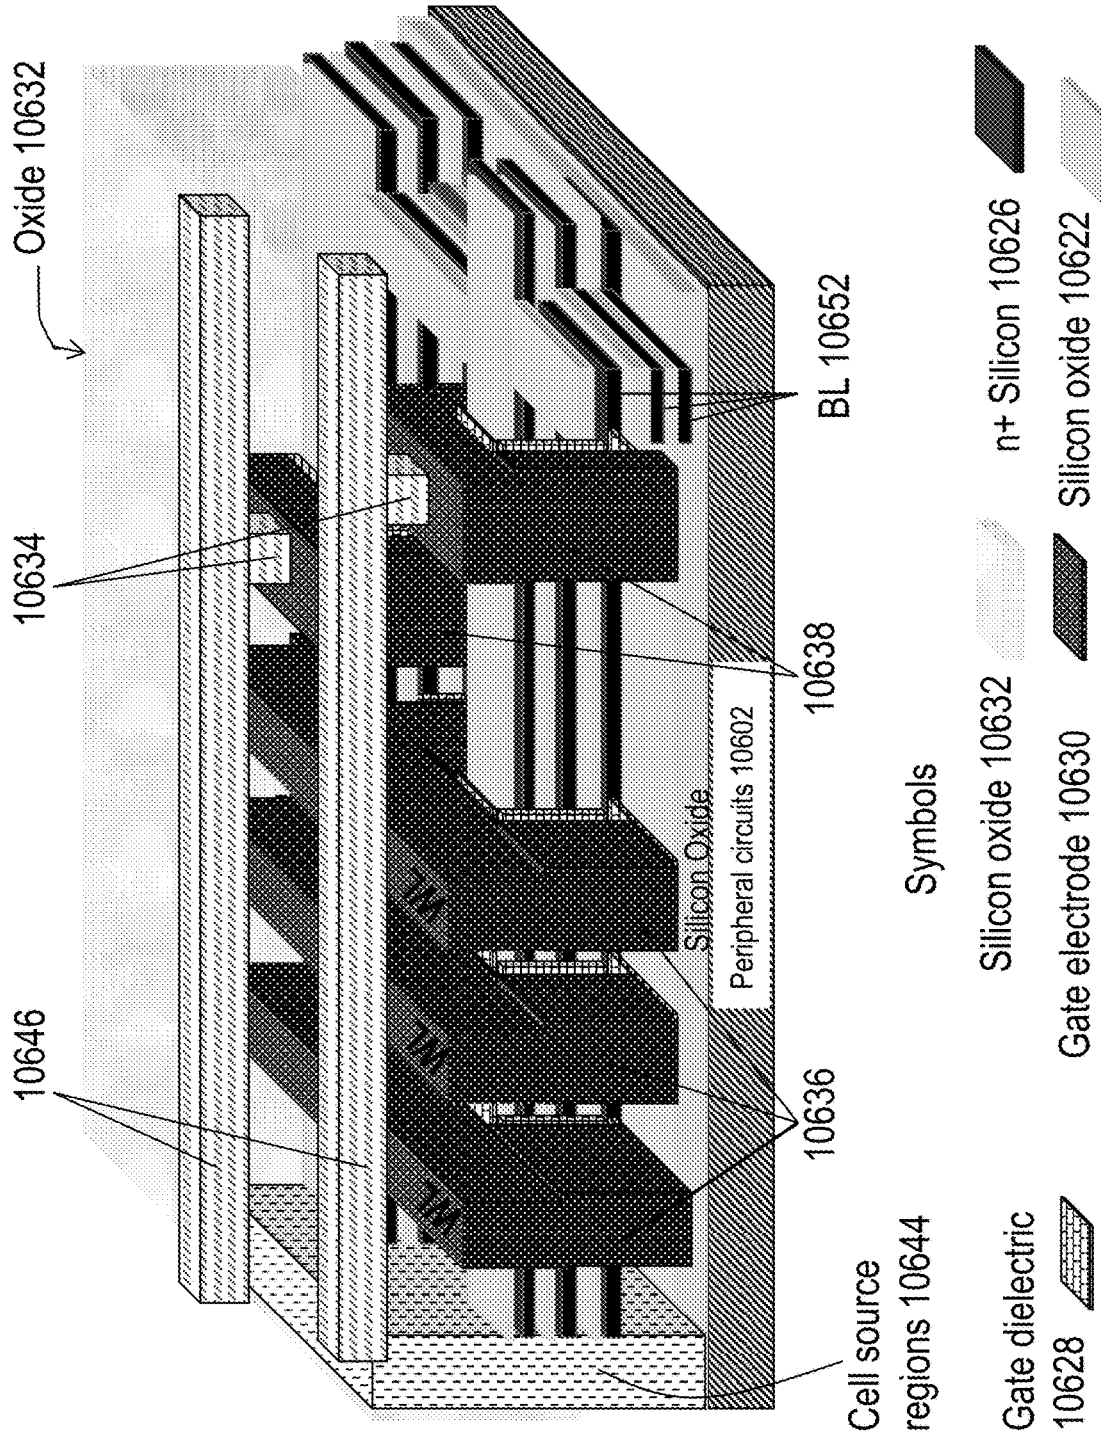 Oxide 10632
10634
10646
WL
WL
WL
Silicon Oxide
Peripheral circuits 10602
BL 10652
10638
10636
Cell source
regions 10644
Symbols
Gate dielectric
10628
Silicon oxide 10632
n+ Silicon 10626
Gate electrode 10630
Silicon oxide 10622